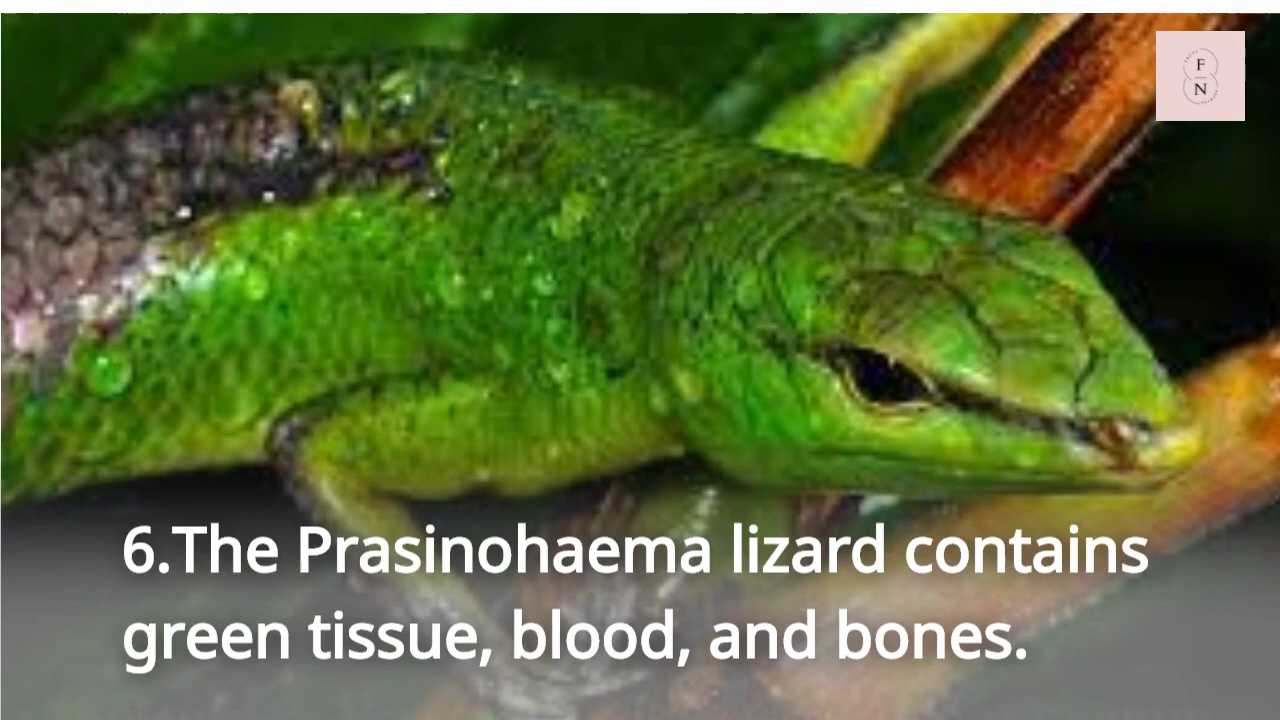 F
N
6.The Prasinohaema lizard contains
green tissue, blood, and bones.